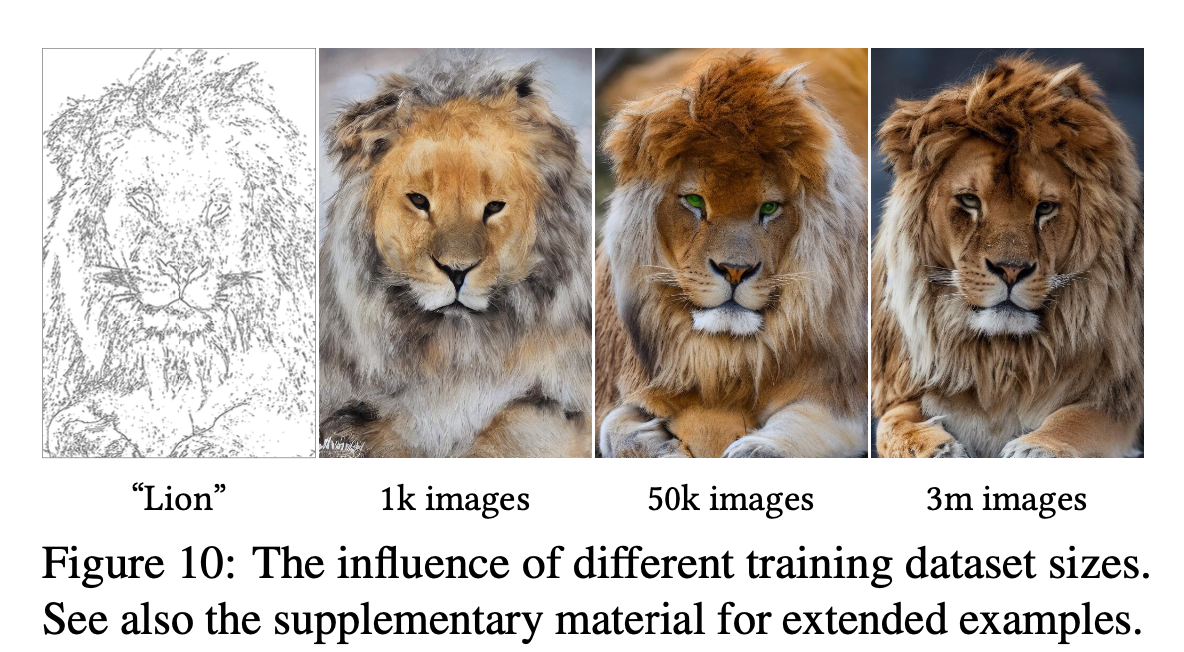 “Lion”
1k images
50k images
3m images
Figure 10: The influence of different training dataset sizes.
See also the supplementary material for extended examples.